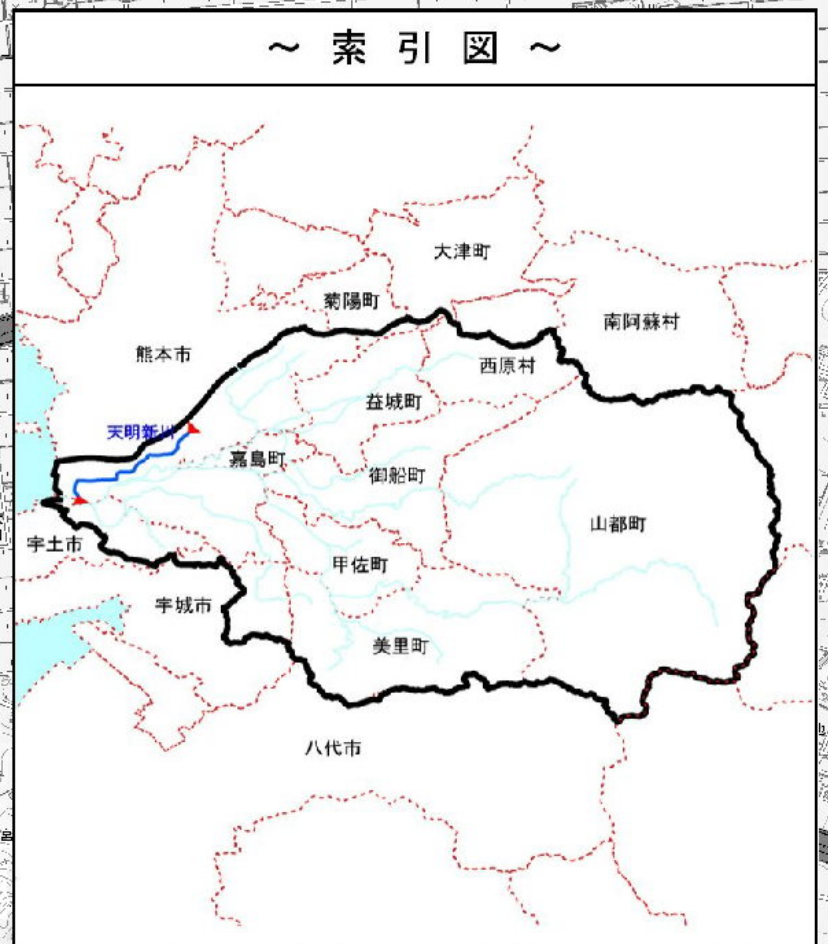 ～ 索 引 図 ～
大津町
菊陽町
南阿蘇村
熊本市
西原村
益城町
天明新川
嘉島町
御船町
山都町
宇土市
甲佐町
宇城市
美里町
八代市